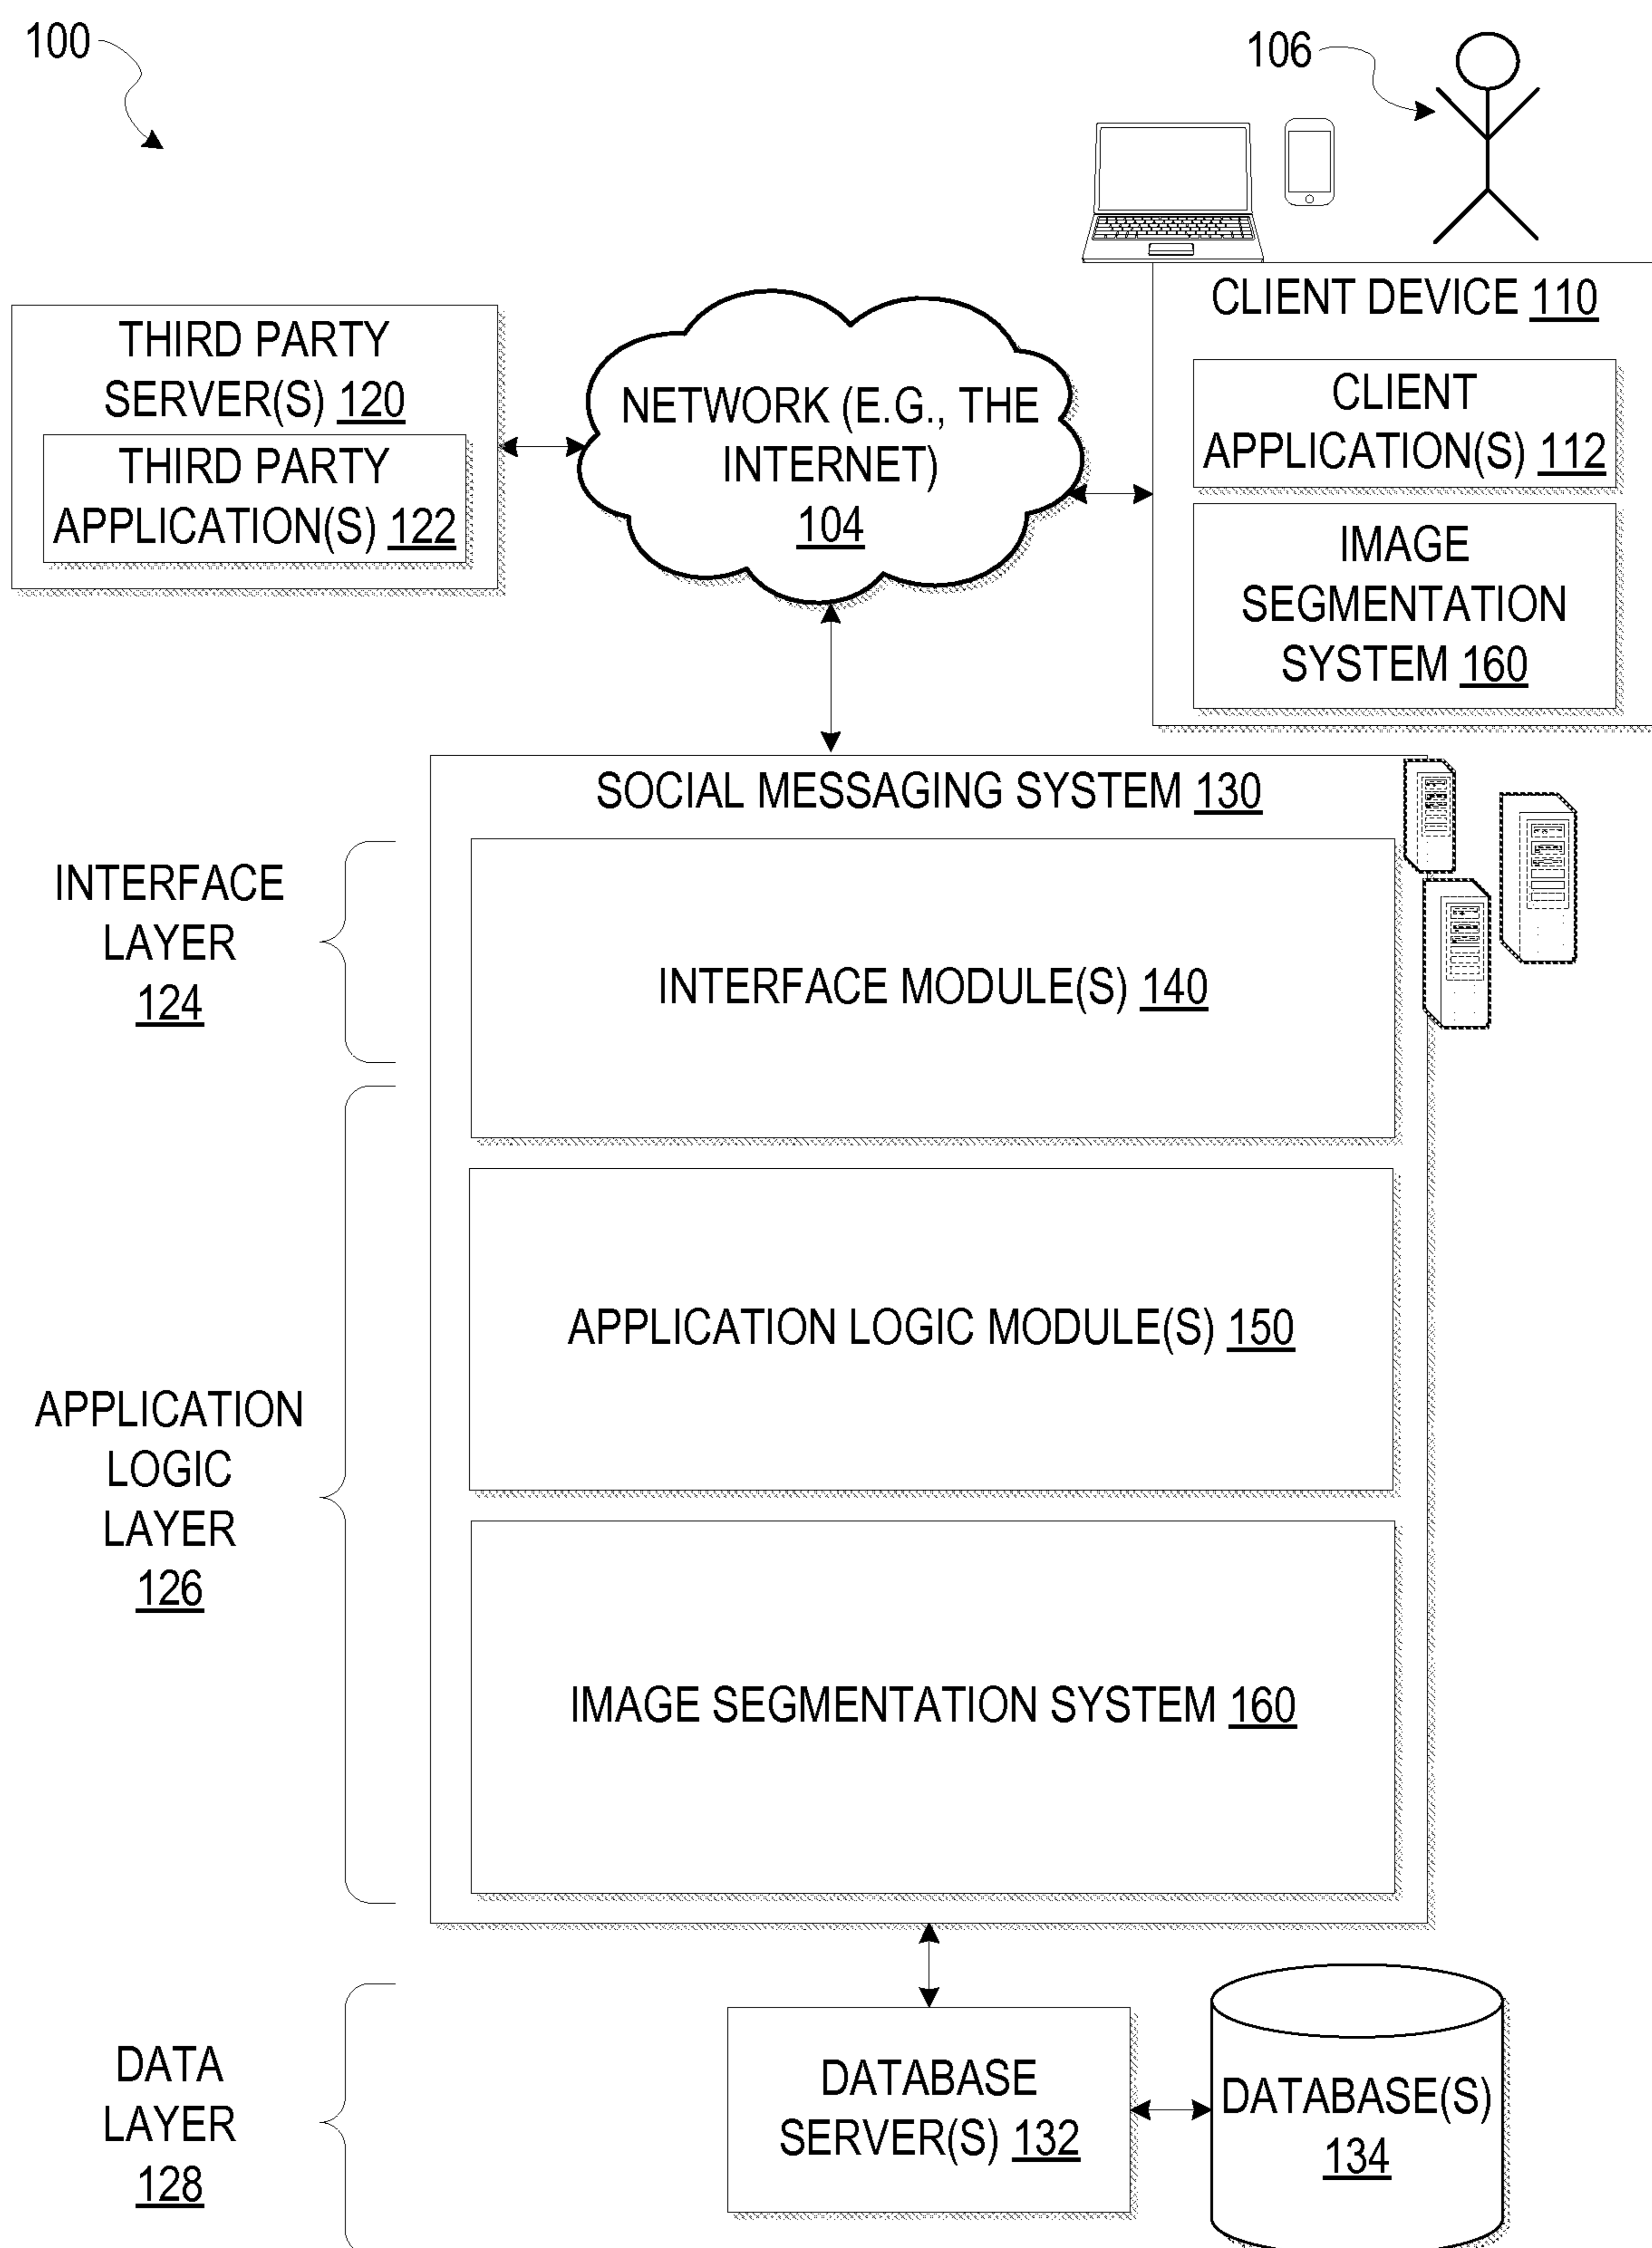 100
106
CLIENT DEVICE 110
CLIENT
APPLICATION(S) 112
IMAGE
SEGMENTATION
SYSTEM 160
THIRD PARTY
SERVER(S) 120
THIRD PARTY
APPLICATION(S) 122
NETWORK (E.G., THE
INTERNET)
104
SOCIAL MESSAGING SYSTEM 130
INTERFACE
LAYER
124
INTERFACE MODULE(S) 140
APPLICATION LOGIC MODULE(S) 150
APPLICATION
LOGIC
LAYER
126
IMAGE SEGMENTATION SYSTEM 160
DATA
LAYER
128
DATABASE
SERVER(S) 132
DATABASE(S)
134